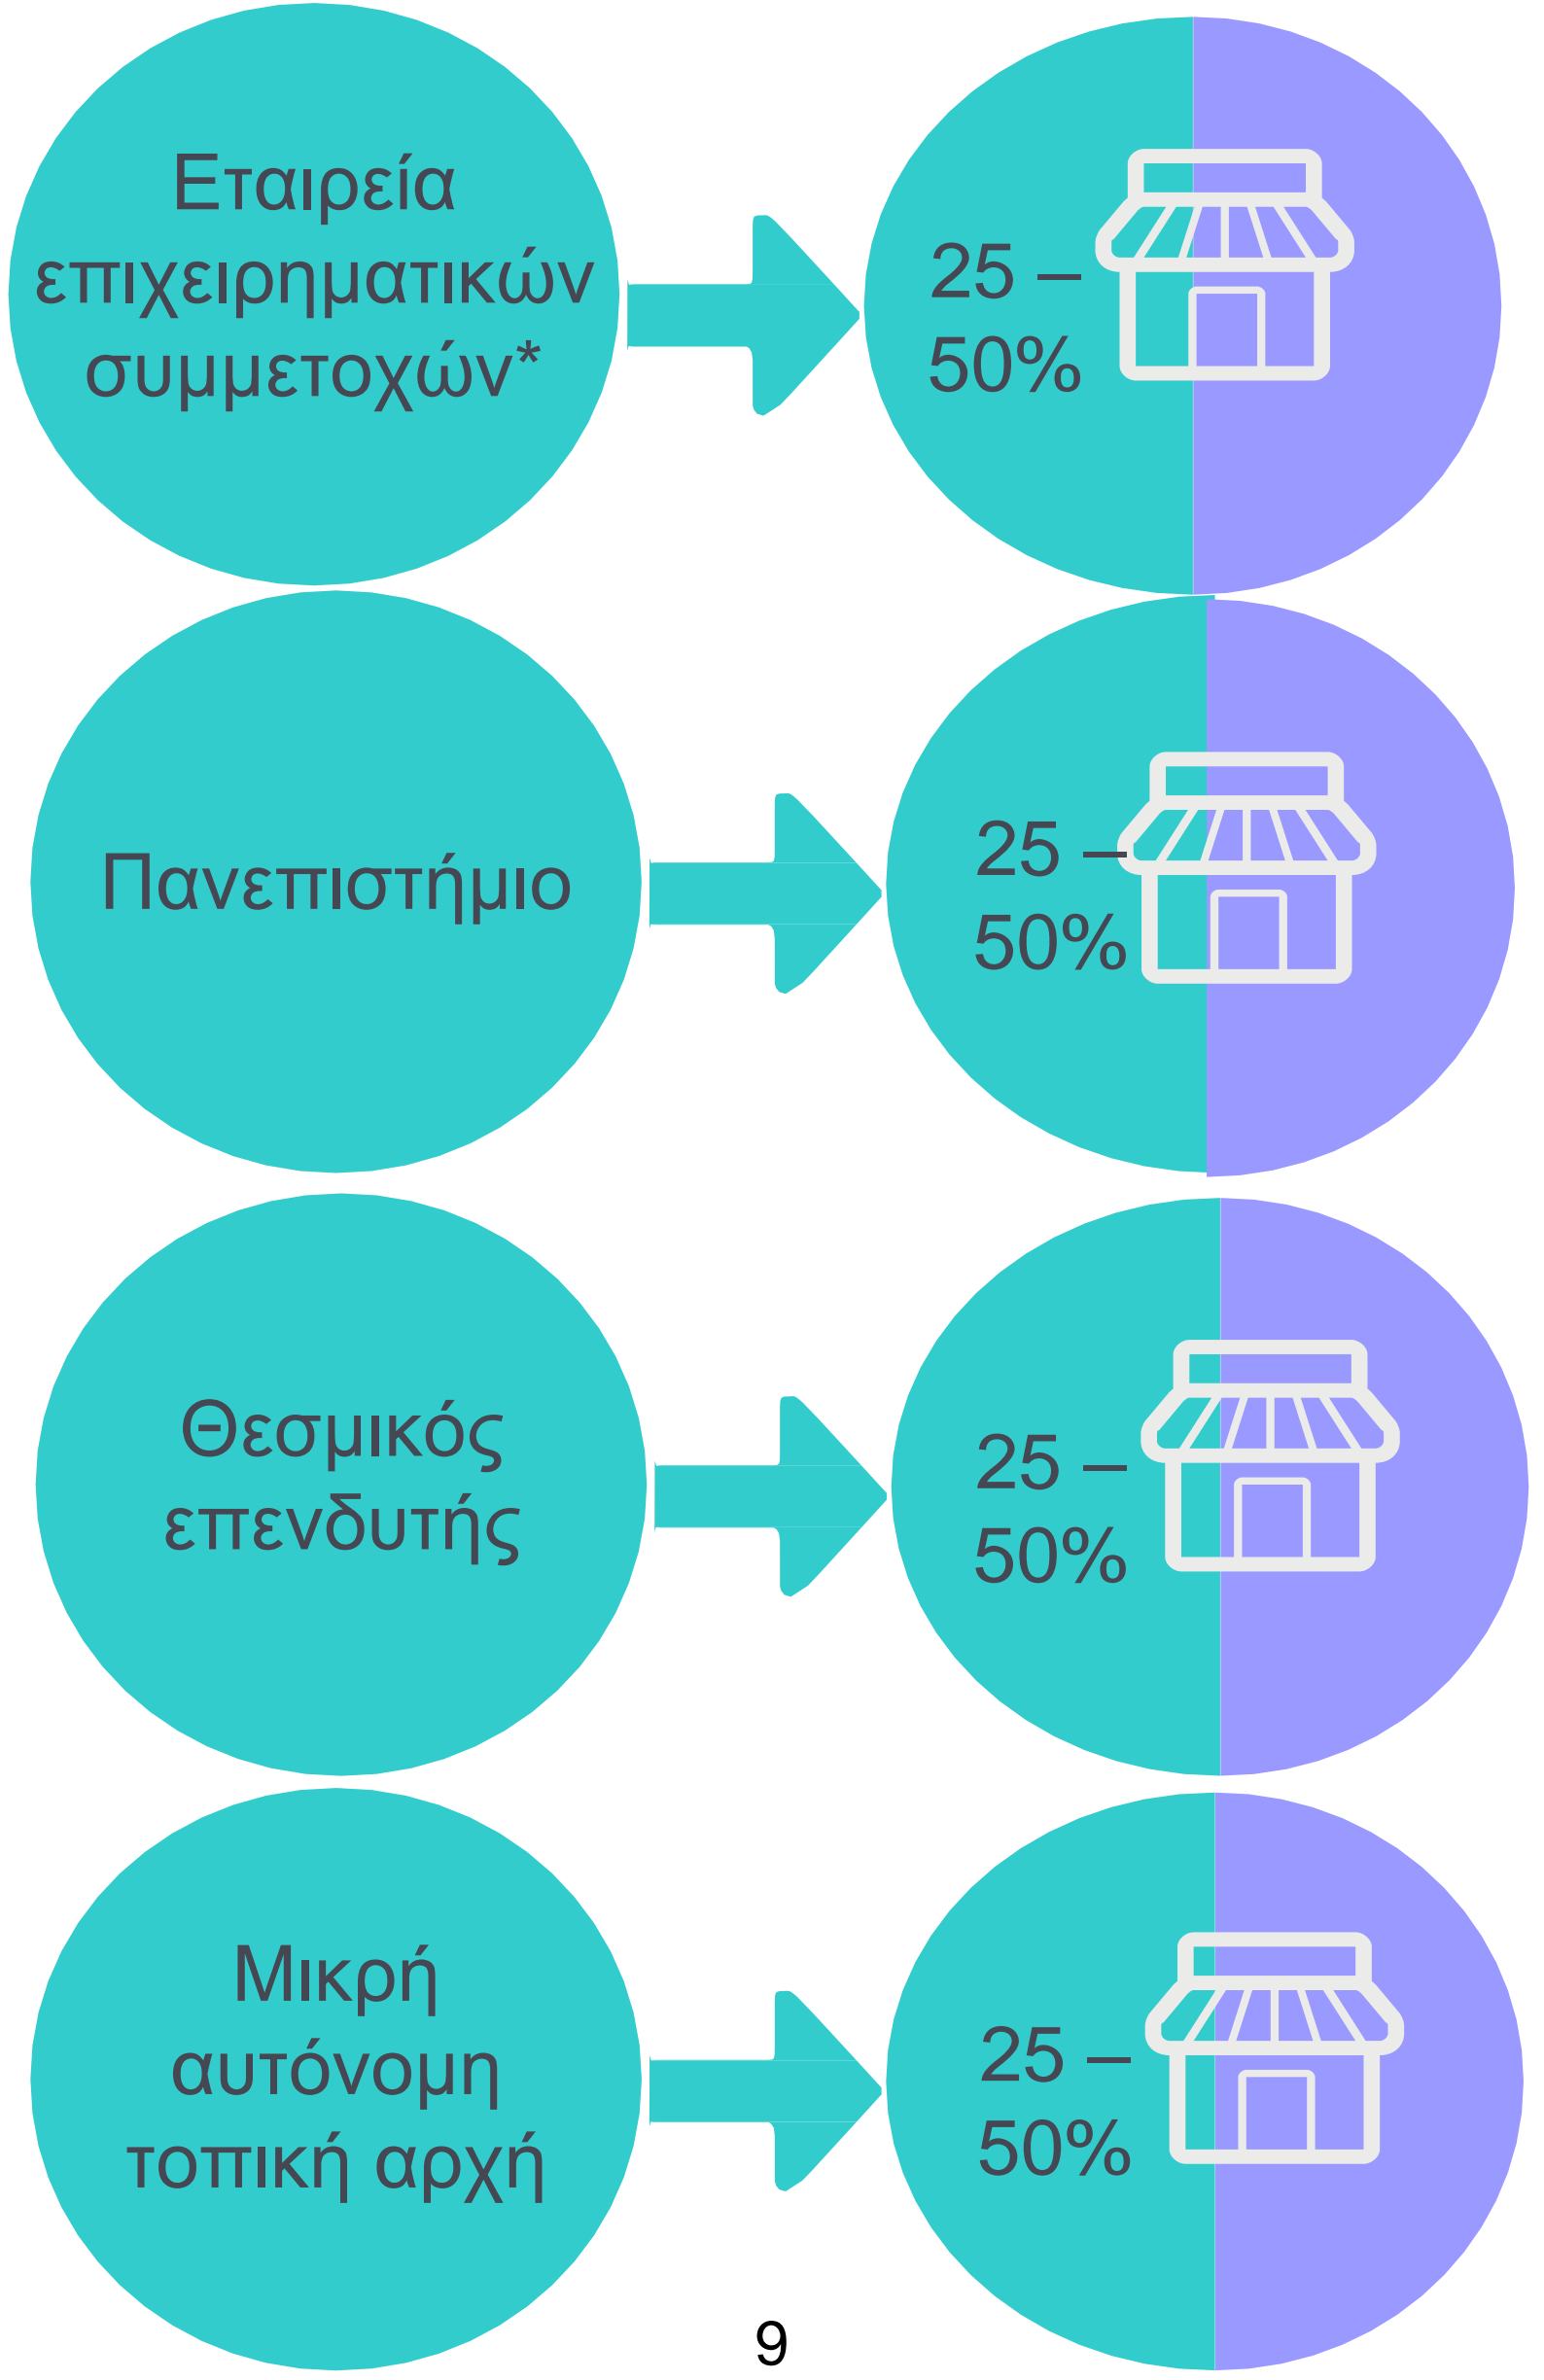 Εταιρεία
επιχειρηματικών
συμμετοχών*
25 –
50%
Πανεπιστήμιο
25 –
50%
Θεσμικός
επενδυτής
25 –
50%
Μικρή
αυτόνομη
τοπική αρχή
25 –
50%
9